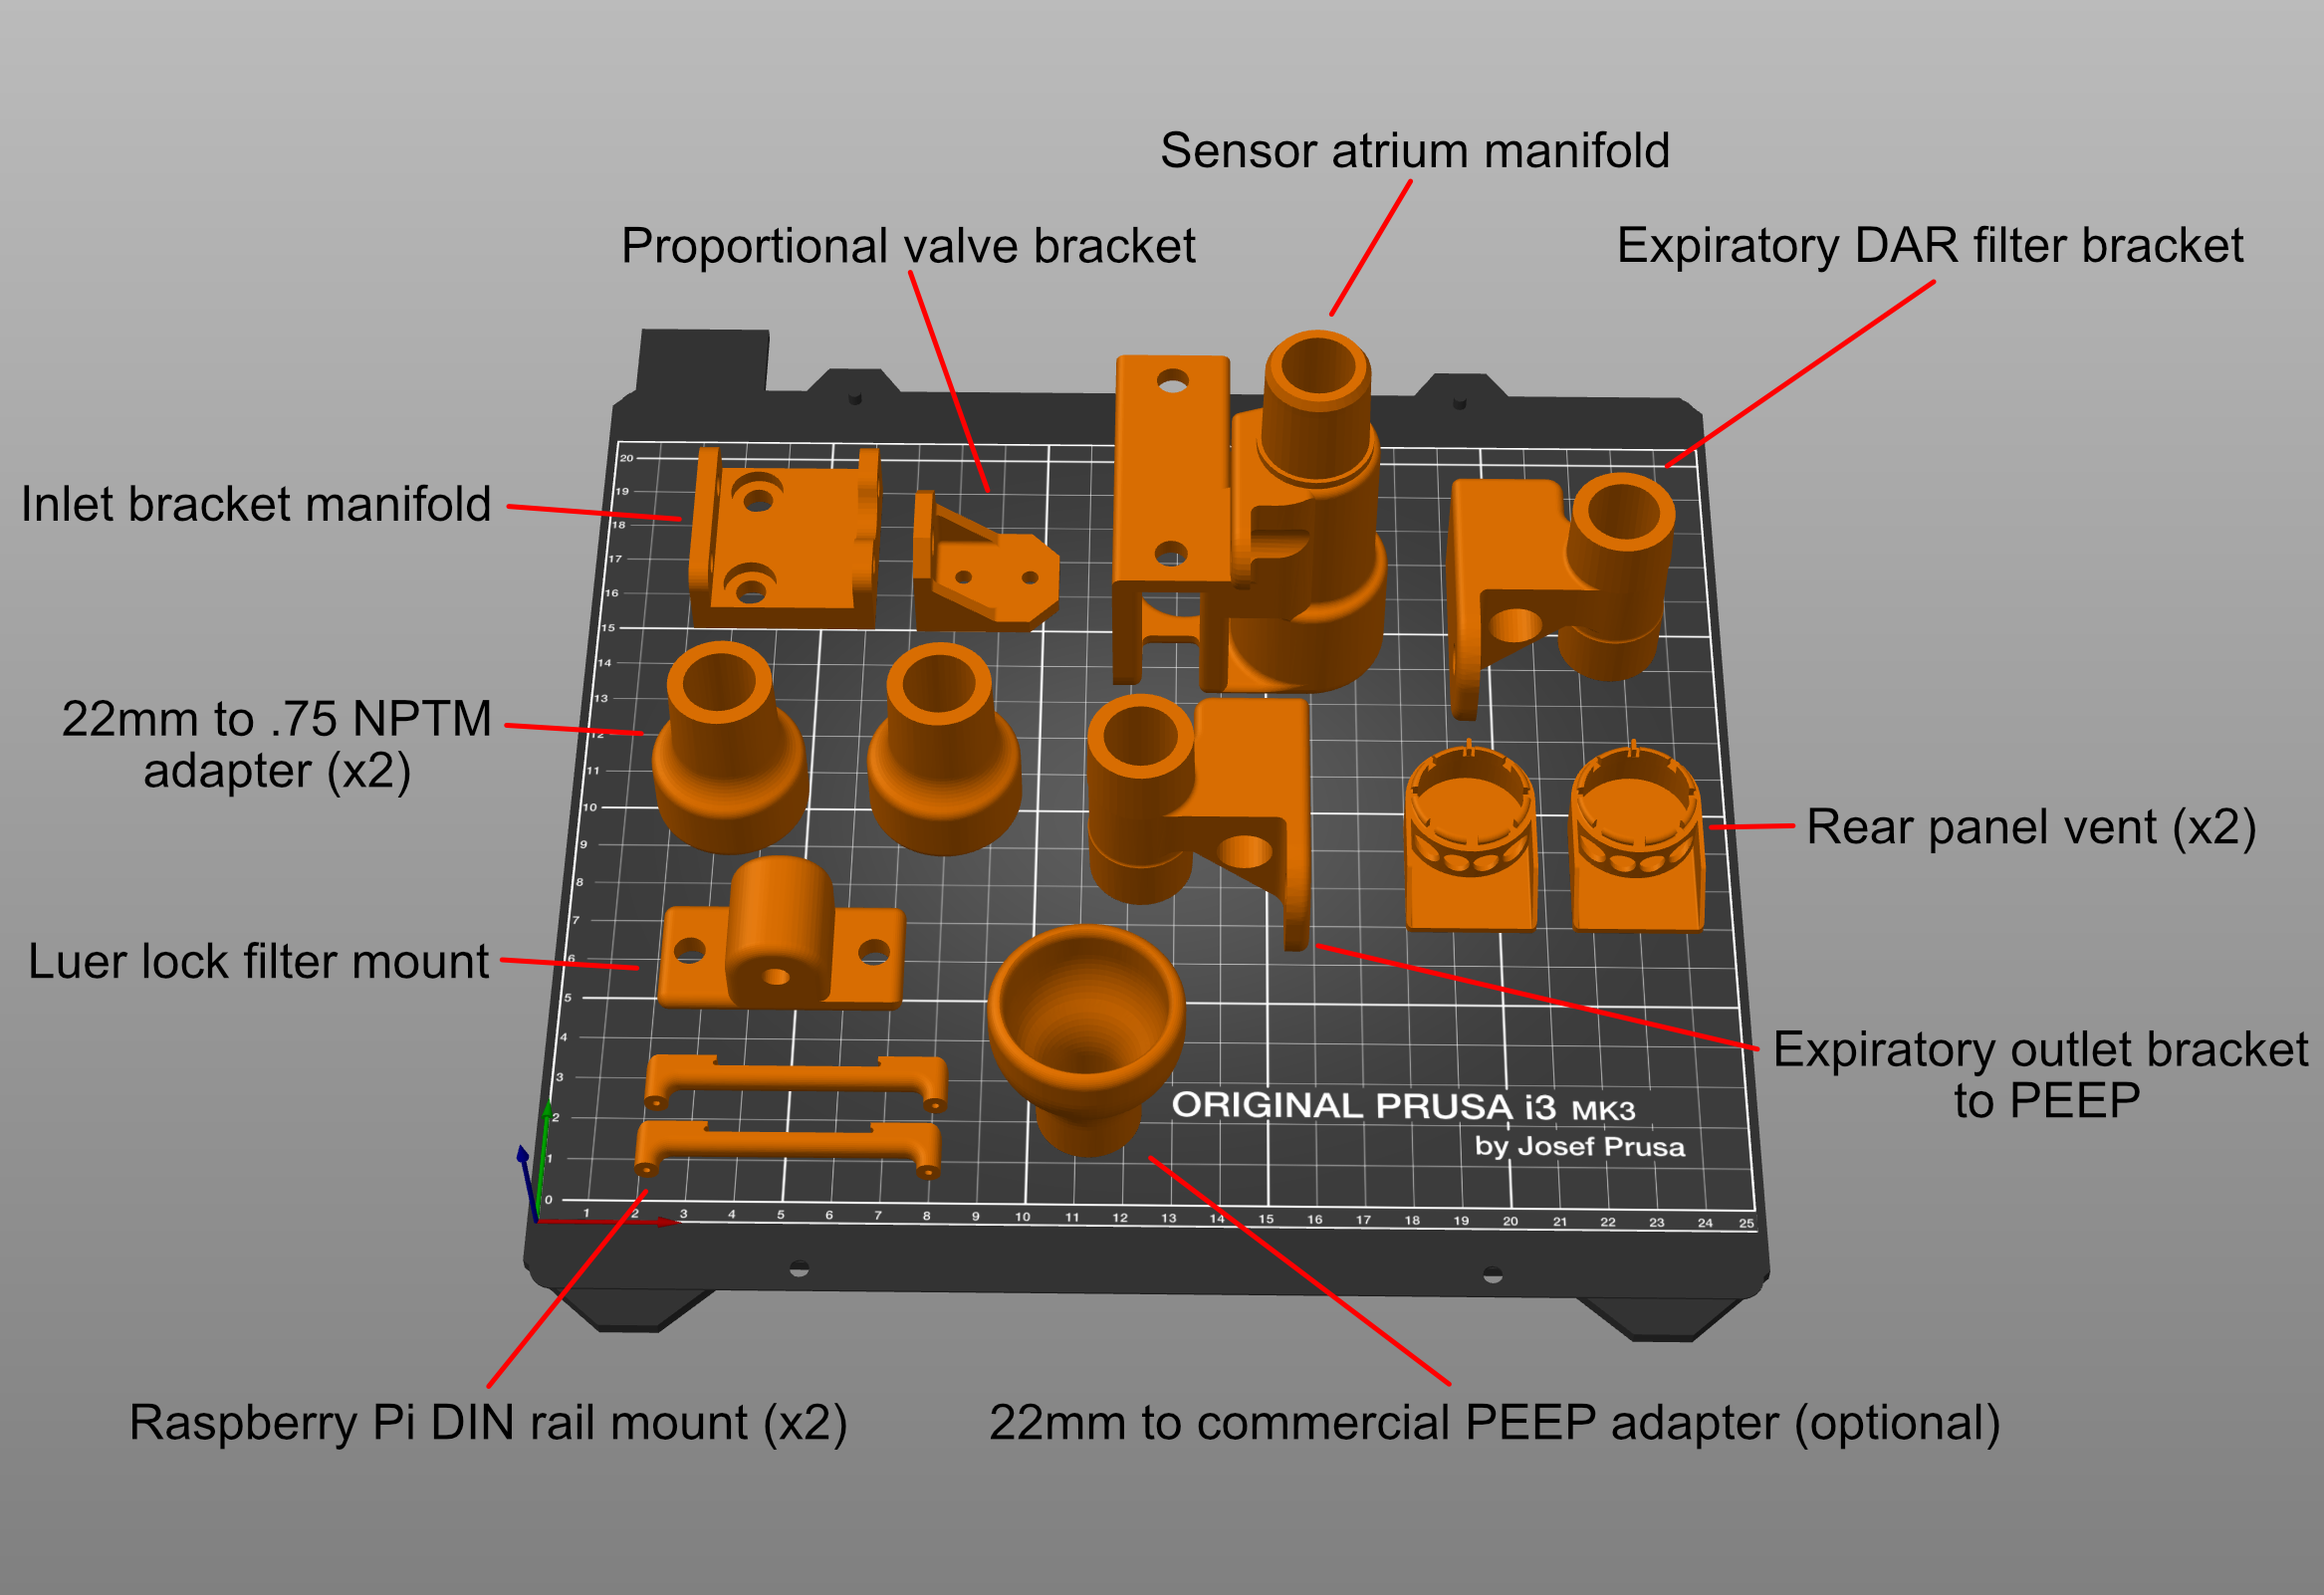 Sensor atrium manifold
Proportional valve bracket
Expiratory DAR filter bracket
Inlet bracket manifold
22mm to .75 NPTM
adapter (x2)
Rear panel vent (x2)
Luer lock filter mount
Expiratory outlet bracket
to PEEP
Raspberry Pi DIN rail mount (x2)
22mm to commercial PEEP adapter (optional)
ORIGINAL PRUSA i3 MK3
by Josef Prusa
20
19
18
17
16
15
14
13
12
11
10
9
8
7
6
5
4
3
2
1
0
1 2 3 4 5 6 7 8 9 10 11 12 13 14 15 16 17 18 19 20 21 22 23 24 25